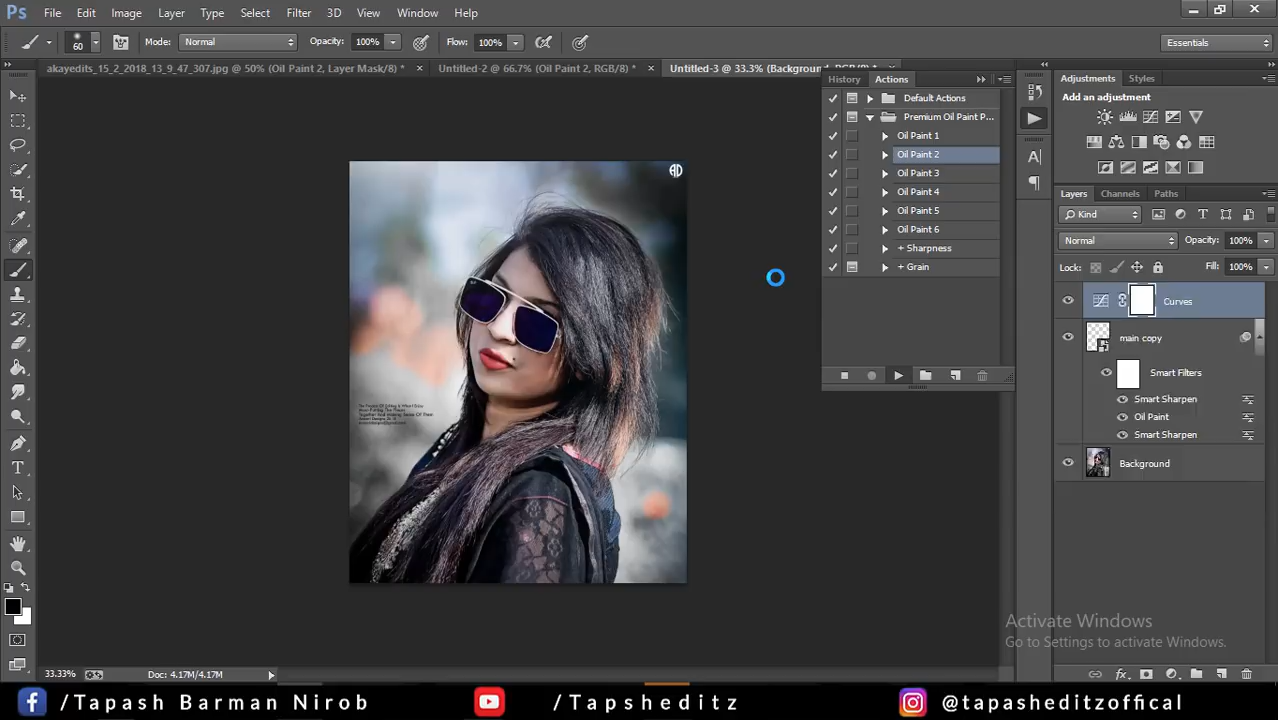 Ps File Edit Image Layer Type Select Filter 3D View Window Help
60 Mode: Normal Opacity: 100% Flow: 100% Essentials
akayedits_15_2_2018_13_9_47_307.jpg @ 50% (Oil Paint 2, Layer Mask/8) * × Untitled-2 @ 66.7% (Oil Paint 2, RGB/8) * × Untitled-3 @ 33.3% (Background, RGB/8) *
History Actions
Default Actions
Premium Oil Paint P...
Oil Paint 1
Oil Paint 2
Oil Paint 3
Oil Paint 4
Oil Paint 5
Oil Paint 6
+ Sharpness
+ Grain
Adjustments Styles
Add an adjustment
Layers Channels Paths
Kind
Normal Opacity: 100%
Lock: Fill: 100%
Curves
main copy
Smart Filters
Smart Sharpen
Oil Paint
Smart Sharpen
Background
Activate Windows
Go to Settings to activate Windows.
33.33% Doc: 4.17M/4.17M
/Tapash Barman Nirob /Tapsheditz @tapasheditzoffical